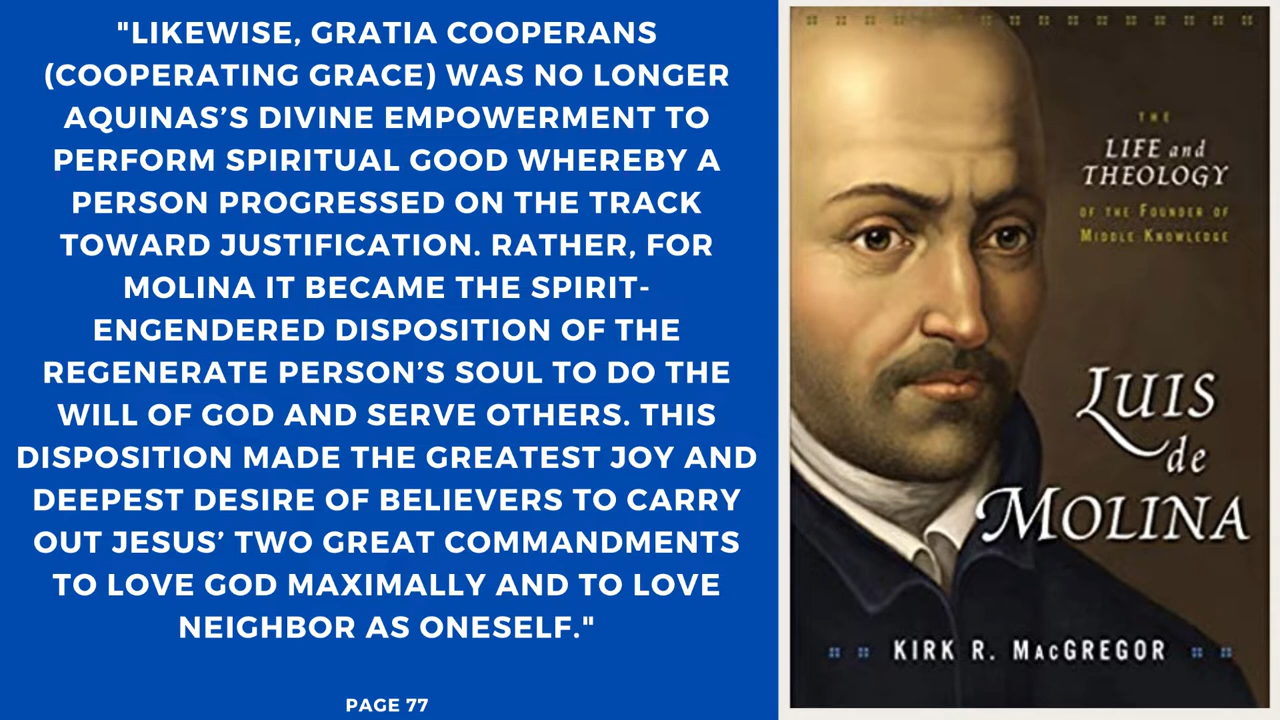 "LIKEWISE, GRATIA COOPERANS
(COOPERATING GRACE) WAS NO LONGER
AQUINAS’S DIVINE EMPOWERMENT TO
PERFORM SPIRITUAL GOOD WHEREBY A
PERSON PROGRESSED ON THE TRACK
TOWARD JUSTIFICATION. RATHER, FOR
MOLINA IT BECAME THE SPIRIT-
ENGENDERED DISPOSITION OF THE
REGENERATE PERSON’S SOUL TO DO THE
WILL OF GOD AND SERVE OTHERS. THIS
DISPOSITION MADE THE GREATEST JOY AND
DEEPEST DESIRE OF BELIEVERS TO CARRY
OUT JESUS’ TWO GREAT COMMANDMENTS
TO LOVE GOD MAXIMALLY AND TO LOVE
NEIGHBOR AS ONESELF."
PAGE 77
THE
LIFE and
THEOLOGY
OF THE FOUNDER OF
MIDDLE KNOWLEDGE
LUIS
de
MOLINA
KIRK R. MacGREGOR